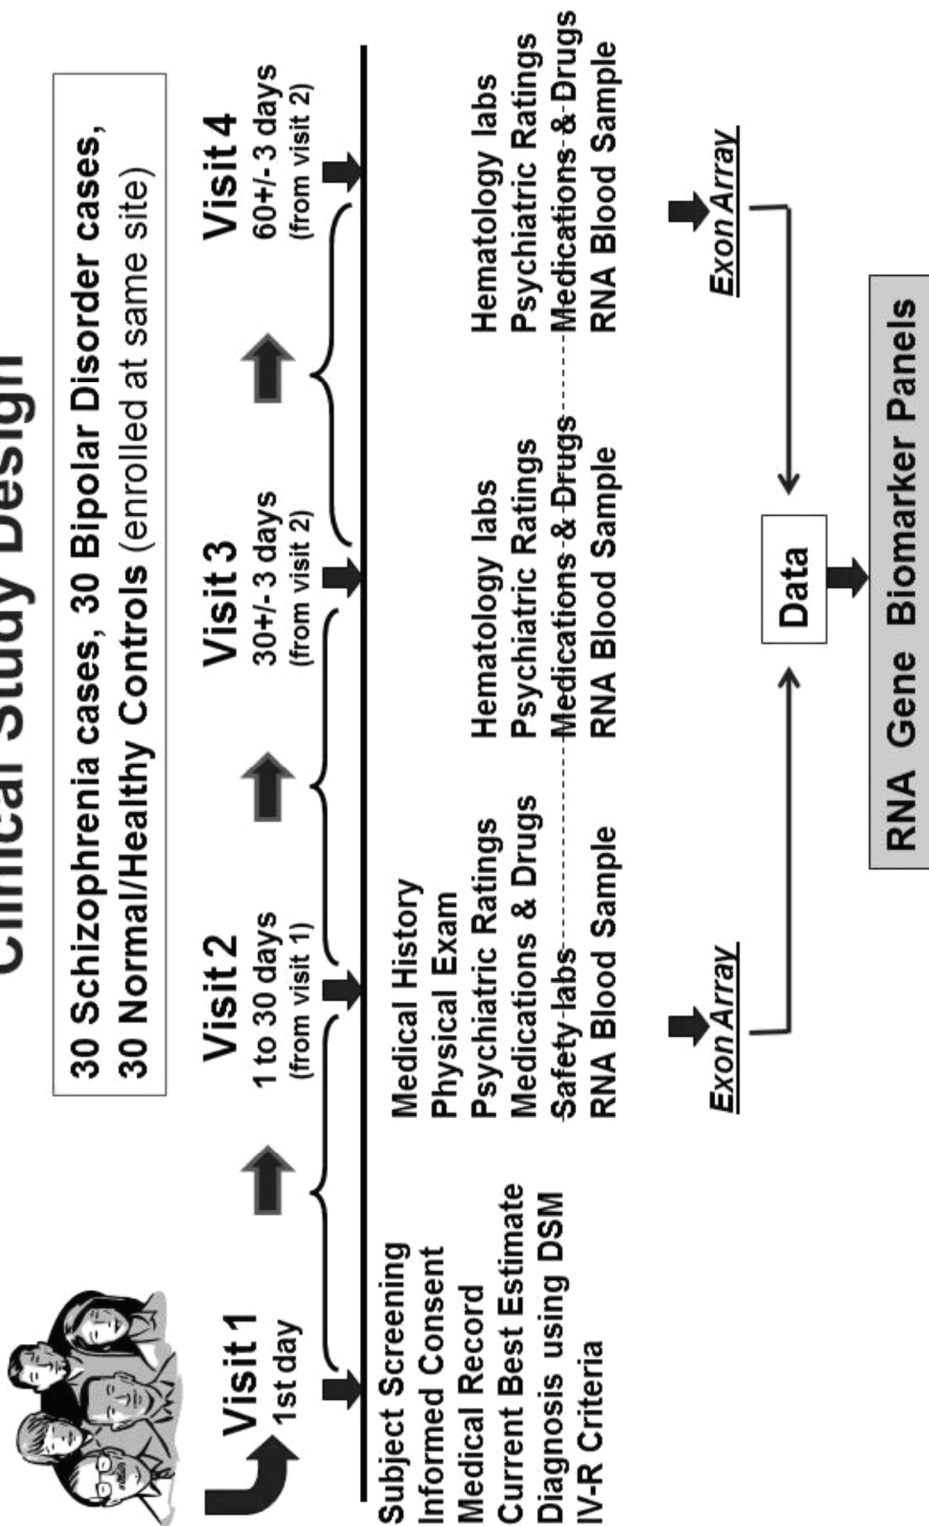 Clinical Study Design
30 Schizophrenia cases, 30 Bipolar Disorder cases,
30 Normal/Healthy Controls (enrolled at same site)
Visit 1
1st day
Visit 2
1 to 30 days
(from visit 1)
Visit 3
30+/- 3 days
(from visit 2)
Visit 4
60+/- 3 days
(from visit 2)
Subject Screening
Informed Consent
Medical Record
Current Best Estimate
Diagnosis using DSM
IV-R Criteria
Medical History
Physical Exam
Psychiatric Ratings
Medications & Drugs
Safety labs
RNA Blood Sample
Hematology labs
Psychiatric Ratings
Medications & Drugs
RNA Blood Sample
Hematology labs
Psychiatric Ratings
Medications & Drugs
RNA Blood Sample
Exon Array
Exon Array
Data
RNA Gene Biomarker Panels